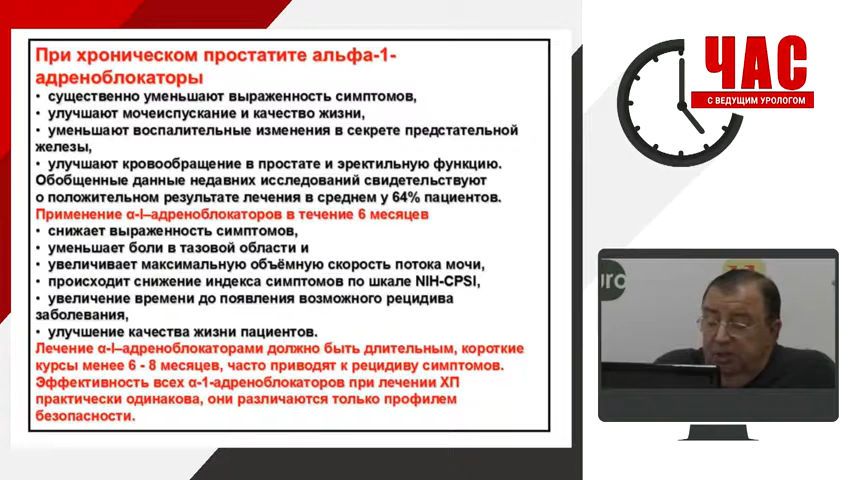 При хроническом простатите альфа-1-
адреноблокаторы
• существенно уменьшают выраженность симптомов,
• улучшают мочеиспускание и качество жизни,
• уменьшают воспалительные изменения в секрете предстательной
железы,
• улучшают кровообращение в простате и эректильную функцию.
Обобщенные данные недавних исследований свидетельствуют
о положительном результате лечения в среднем у 64% пациентов.
Применение α-I–адреноблокаторов в течение 6 месяцев
• снижает выраженность симптомов,
• уменьшает боли в тазовой области и
• увеличивает максимальную объёмную скорость потока мочи,
• происходит снижение индекса симптомов по шкале NIH-CPSI,
• увеличение времени до появления возможного рецидива
заболевания,
• улучшение качества жизни пациентов.
Лечение α-I–адреноблокаторами должно быть длительным, короткие
курсы менее 6 - 8 месяцев, часто приводят к рецидиву симптомов.
Эффективность всех α-1-адреноблокаторов при лечении ХП
практически одинакова, они различаются только профилем
безопасности.
ЧАС
С ВЕДУЩИМ УРОЛОГОМ